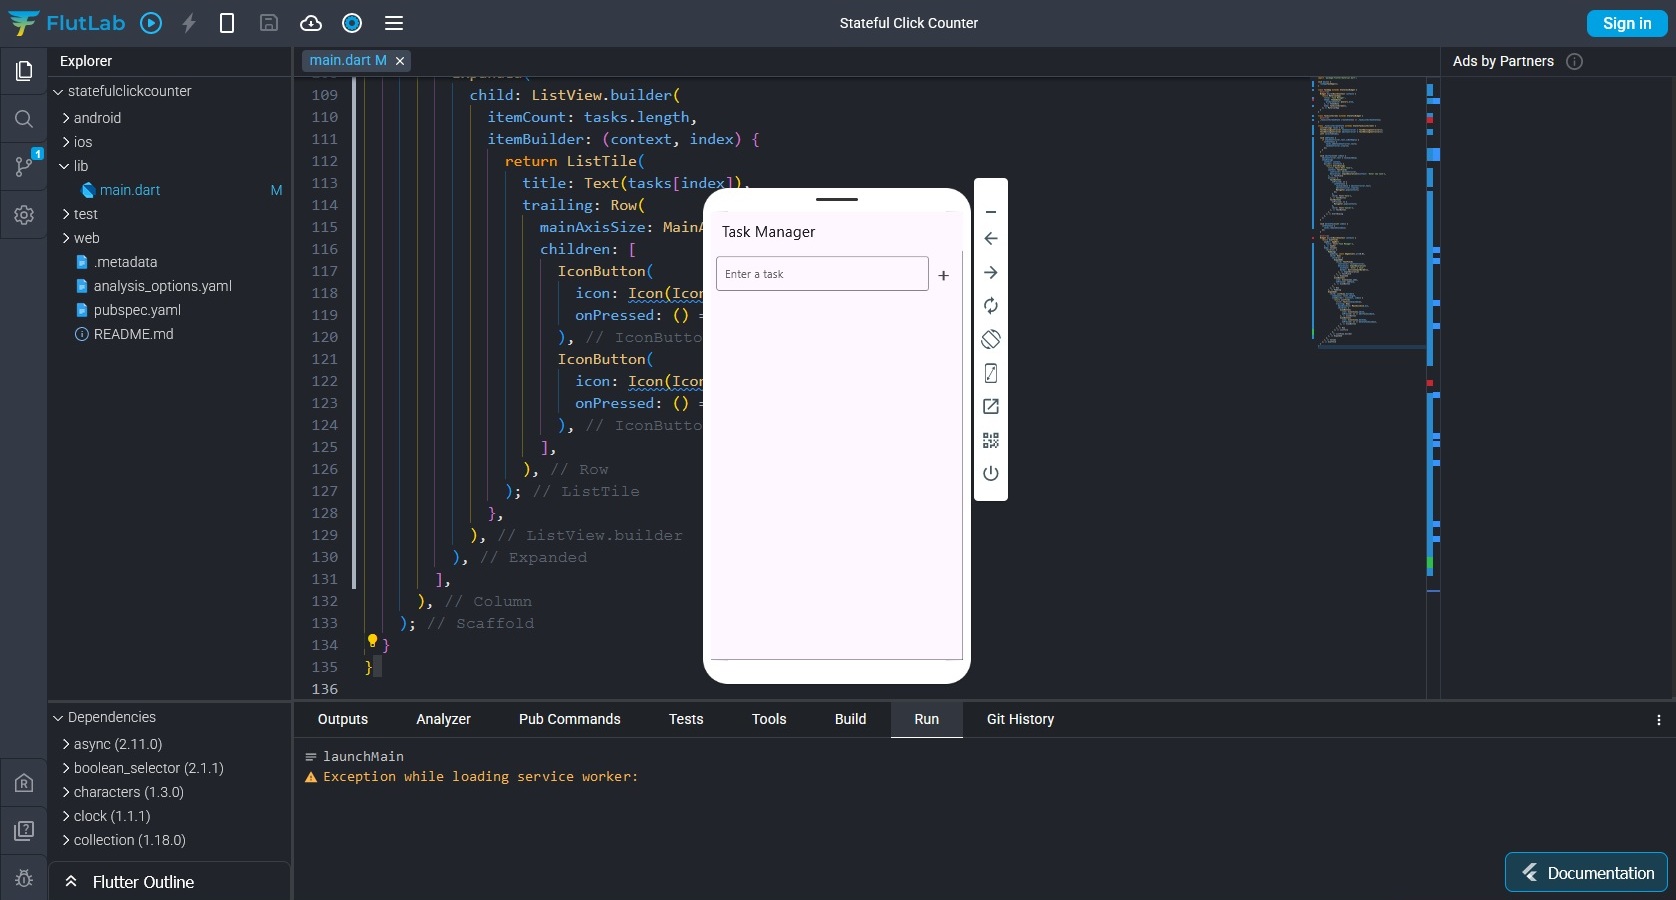 FlutLab
Stateful Click Counter
Sign in
Explorer
main.dart M
Ads by Partners
statefulclickcounter
android
ios
lib
main.dart M
test
web
.metadata
analysis_options.yaml
pubspec.yaml
README.md
1
109 child: ListView.builder(
110 itemCount: tasks.length,
111 itemBuilder: (context, index) {
112 return ListTile(
113 title: Text(tasks[index]),
114 trailing: Row(
115 mainAxisSize: MainA
116 children: [
117 IconButton(
118 icon: Icon(Icon
119 onPressed: () =
120 ), // IconButto
121 IconButton(
122 icon: Icon(Icon
123 onPressed: () =
124 ), // IconButto
125 ],
126 ), // Row
127 ); // ListTile
128 },
129 ), // ListView.builder
130 ), // Expanded
131 ],
132 ), // Column
133 ); // Scaffold
134 }
135 }
136
Task Manager
Enter a task
+
Dependencies
async (2.11.0)
boolean_selector (2.1.1)
characters (1.3.0)
clock (1.1.1)
collection (1.18.0)
Flutter Outline
Outputs
Analyzer
Pub Commands
Tests
Tools
Build
Run
Git History
launchMain
Exception while loading service worker:
Documentation